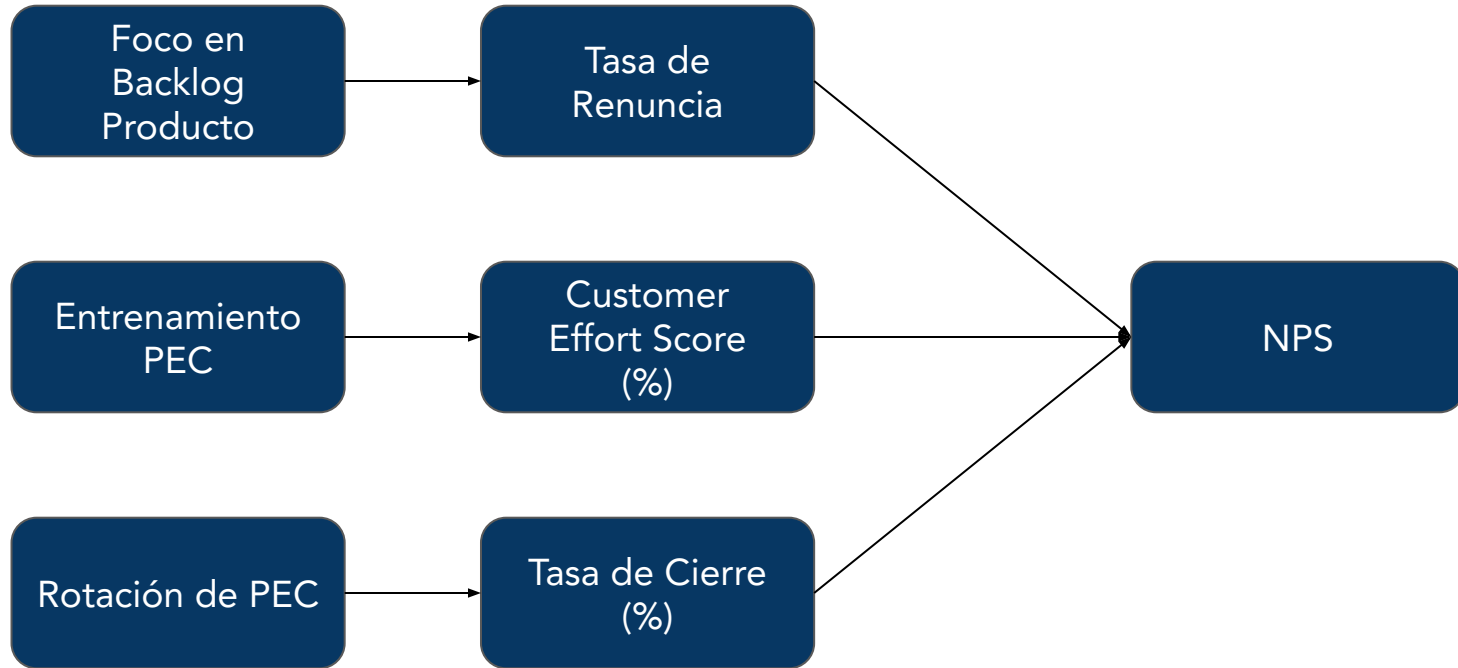 Foco en
Backlog
Producto
Tasa de
Renuncia
Entrenamiento
PEC
Customer
Effort Score
(%)
NPS
Rotación de PEC
Tasa de Cierre
(%)